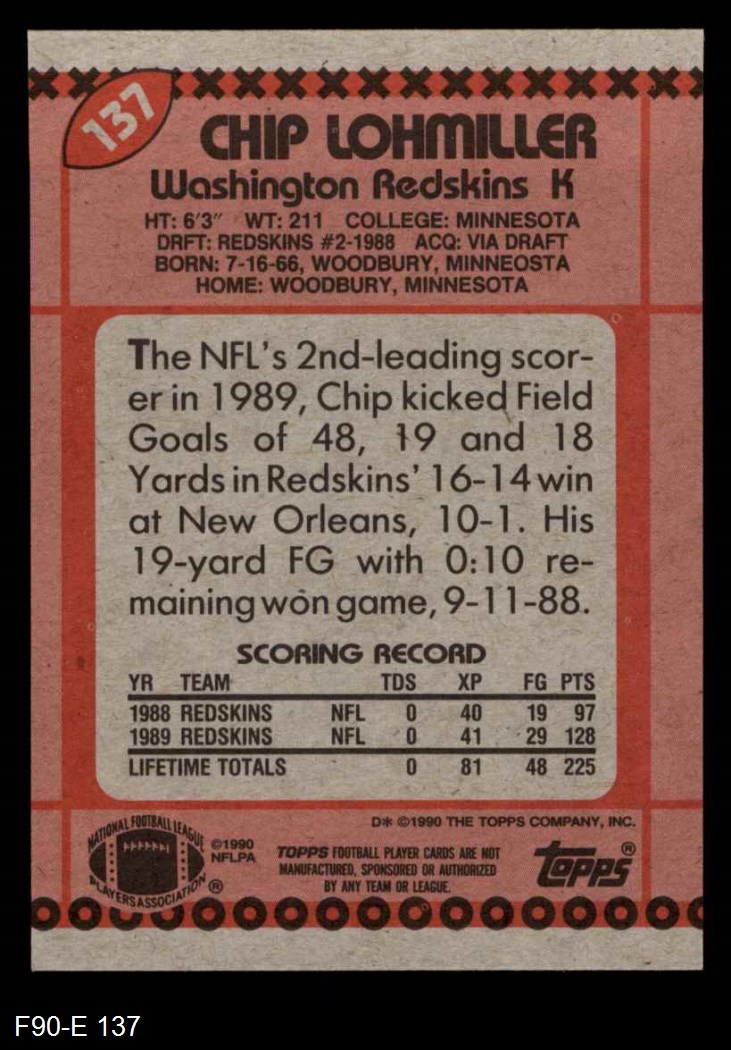 137
CHIP LOHMILLER
Washington Redskins K
HT: 6'3" WT: 211 COLLEGE: MINNESOTA
DRFT: REDSKINS #2-1988 ACQ: VIA DRAFT
BORN: 7-16-66, WOODBURY, MINNEOSTA
HOME: WOODBURY, MINNESOTA
The NFL's 2nd-leading scor-
er in 1989, Chip kicked Field
Goals of 48, 19 and 18
Yards in Redskins' 16-14 win
at New Orleans, 10-1. His
19-yard FG with 0:10 re-
maining won game, 9-11-88.
SCORING RECORD
YR TEAM TDS XP FG PTS
1988 REDSKINS NFL 0 40 19 97
1989 REDSKINS NFL 0 41 29 128
LIFETIME TOTALS 0 81 48 225
D* ©1990 THE TOPPS COMPANY, INC.
NATIONAL FOOTBALL LEAGUE
PLAYERS ASSOCIATION ®
©1990
NFLPA
TOPPS FOOTBALL PLAYER CARDS ARE NOT
MANUFACTURED, SPONSORED OR AUTHORIZED
BY ANY TEAM OR LEAGUE.
topps ®
F90-E 137